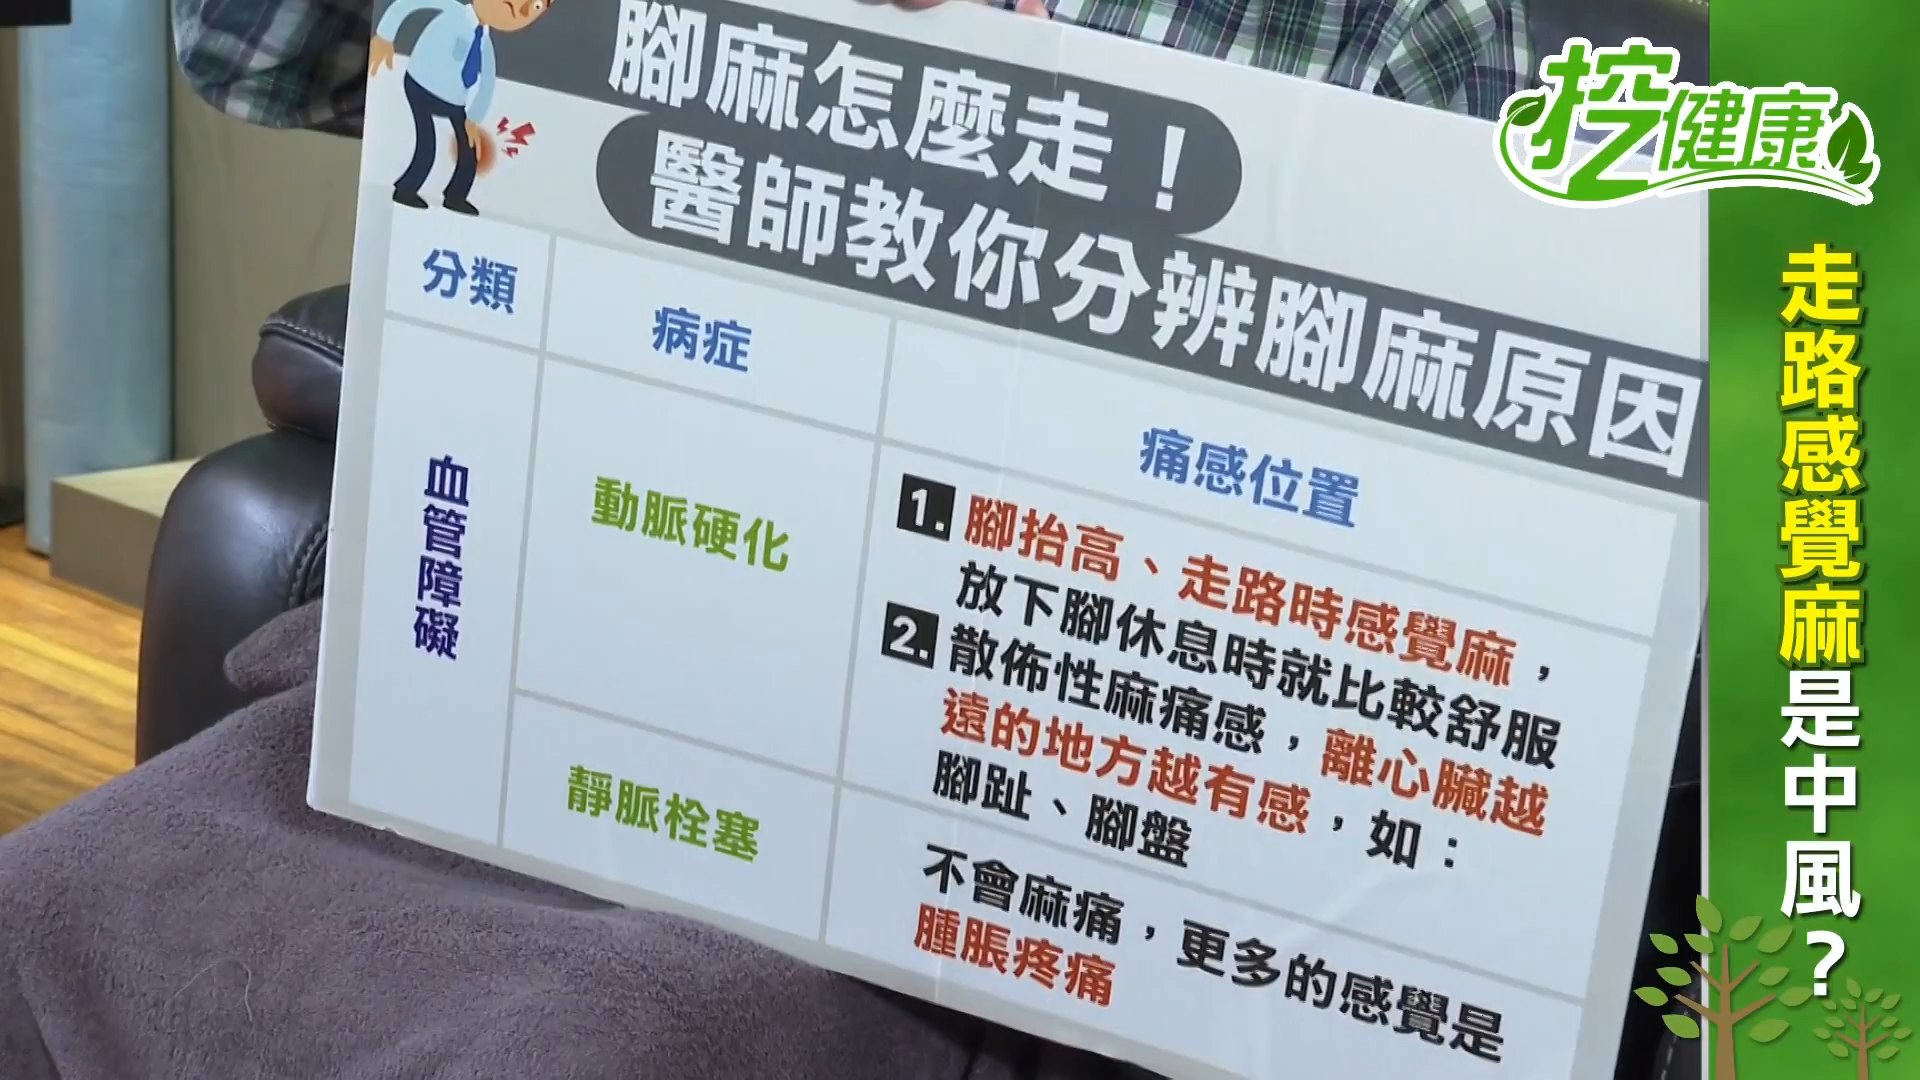 腳麻怎麼走！
醫師教你分辨腳麻原因
分類
病症
痛感位置
血管障礙
動脈硬化
1. 腳抬高、走路時感覺麻，
放下腳休息時就比較舒服
2. 散佈性麻痛感，離心臟越
遠的地方越有感，如：
腳趾、腳盤
靜脈栓塞
不會麻痛，更多的感覺是
腫脹疼痛
挖健康
走路感覺麻是中風？